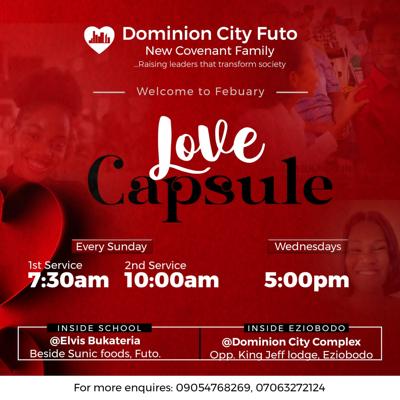 Dominion City Futo
New Covenant Family
...Raising leaders that transform society
Welcome to Febuary
Love
Capsule
Every Sunday
Wednesdays
1st Service
2nd Service
7:30am
10:00am
5:00pm
INSIDE SCHOOL
@Elvis Bukateria
Beside Sunic foods, Futo.
INSIDE EZIOBODO
@Dominion City Complex
Opp. King Jeff lodge, Eziobodo
For more enquires: 09054768269, 07063272124